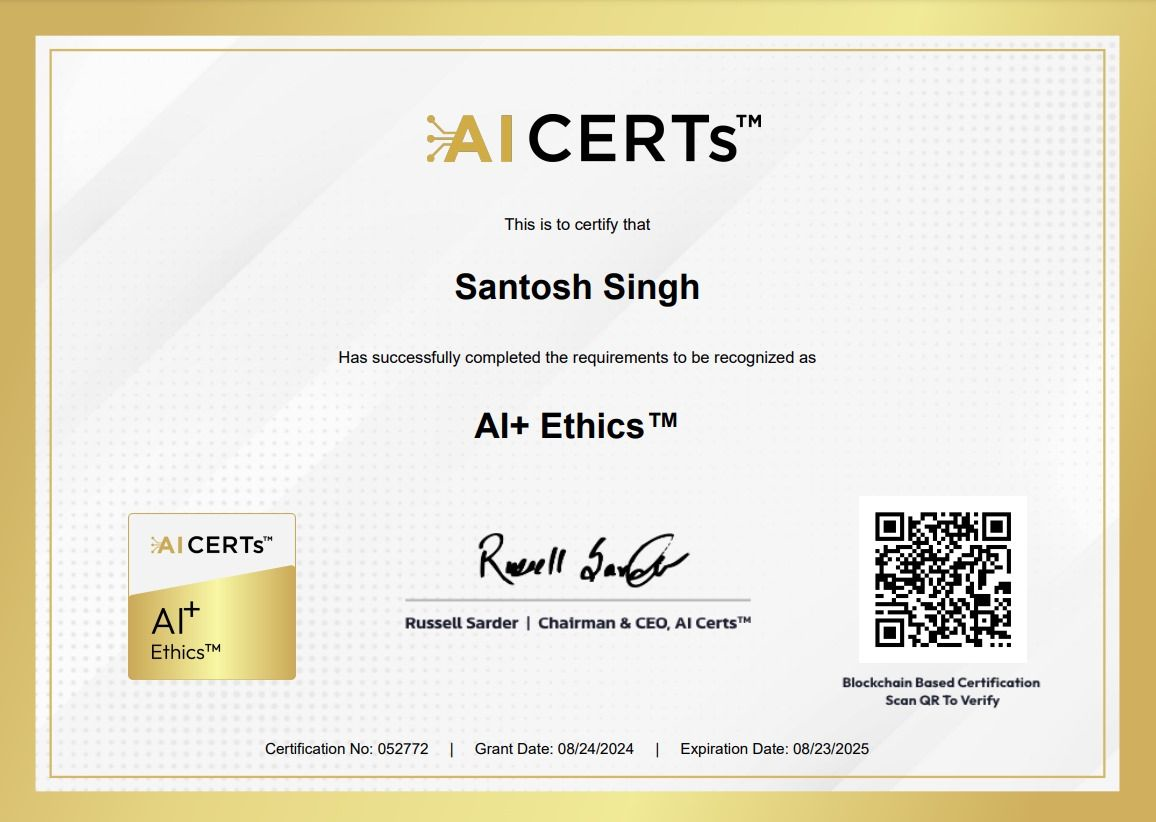 AI CERTs™
This is to certify that
Santosh Singh
Has successfully completed the requirements to be recognized as
AI+ Ethics™
AI CERTs™
AI+
Ethics™
Russell Sarder
Russell Sarder | Chairman & CEO, AI Certs™
Blockchain Based Certification
Scan QR To Verify
Certification No: 052772 | Grant Date: 08/24/2024 | Expiration Date: 08/23/2025